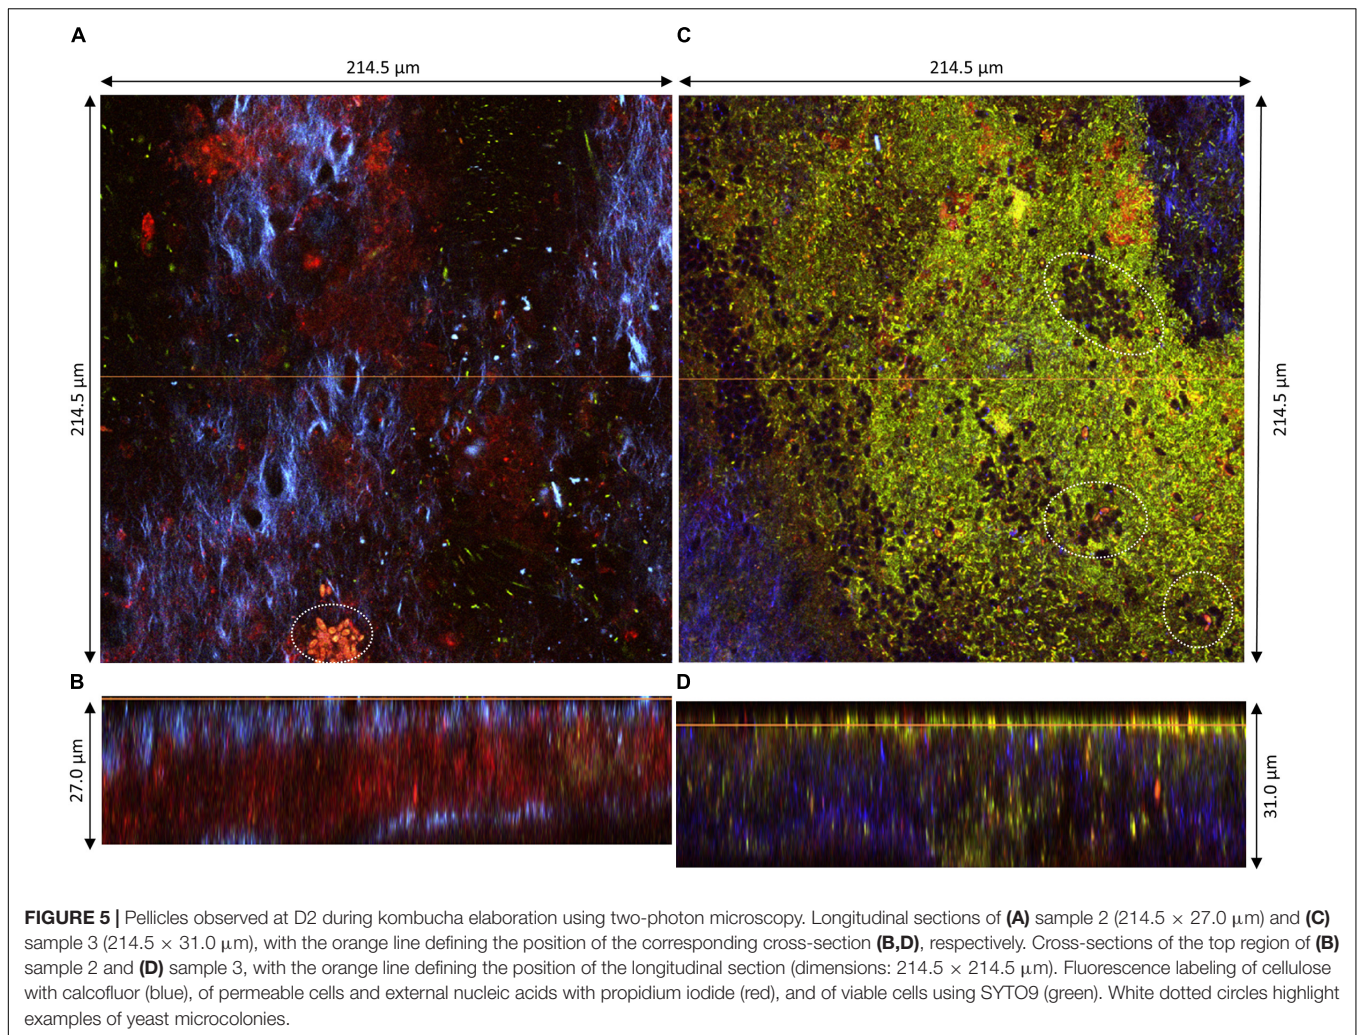 A
C
214.5 µm
214.5 µm
214.5 µm
214.5 µm
B
D
27.0 µm
31.0 µm
FIGURE 5 | Pellicles observed at D2 during kombucha elaboration using two-photon microscopy. Longitudinal sections of (A) sample 2 (214.5 × 27.0 µm) and (C)
sample 3 (214.5 × 31.0 µm), with the orange line defining the position of the corresponding cross-section (B,D), respectively. Cross-sections of the top region of (B)
sample 2 and (D) sample 3, with the orange line defining the position of the longitudinal section (dimensions: 214.5 × 214.5 µm). Fluorescence labeling of cellulose
with calcofluor (blue), of permeable cells and external nucleic acids with propidium iodide (red), and of viable cells using SYTO9 (green). White dotted circles highlight
examples of yeast microcolonies.